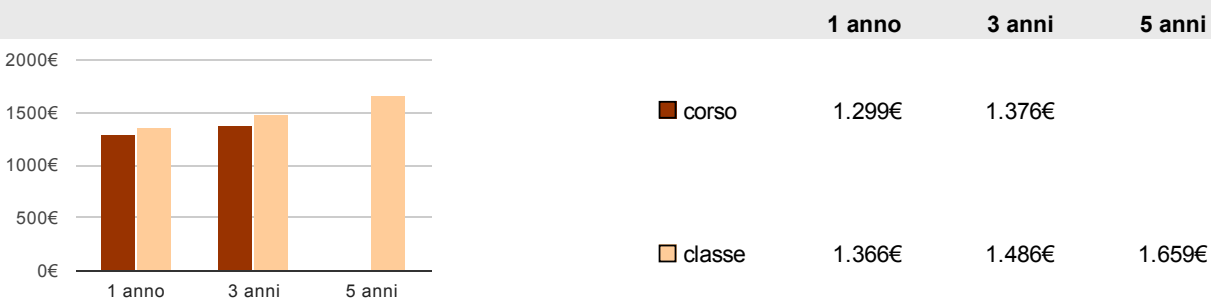 1 anno 3 anni 5 anni
2000€
1500€
1000€
500€
0€
1 anno 3 anni 5 anni
corso 1.299€ 1.376€
classe 1.366€ 1.486€ 1.659€